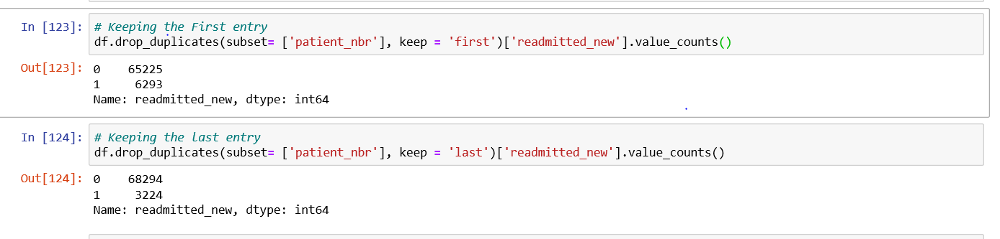 In [123]: # Keeping the First entry
df.drop_duplicates(subset= ['patient_nbr'], keep = 'first')['readmitted_new'].value_counts()
Out[123]: 0    65225
1     6293
Name: readmitted_new, dtype: int64
In [124]: # Keeping the last entry
df.drop_duplicates(subset= ['patient_nbr'], keep = 'last')['readmitted_new'].value_counts()
Out[124]: 0    68294
1     3224
Name: readmitted_new, dtype: int64